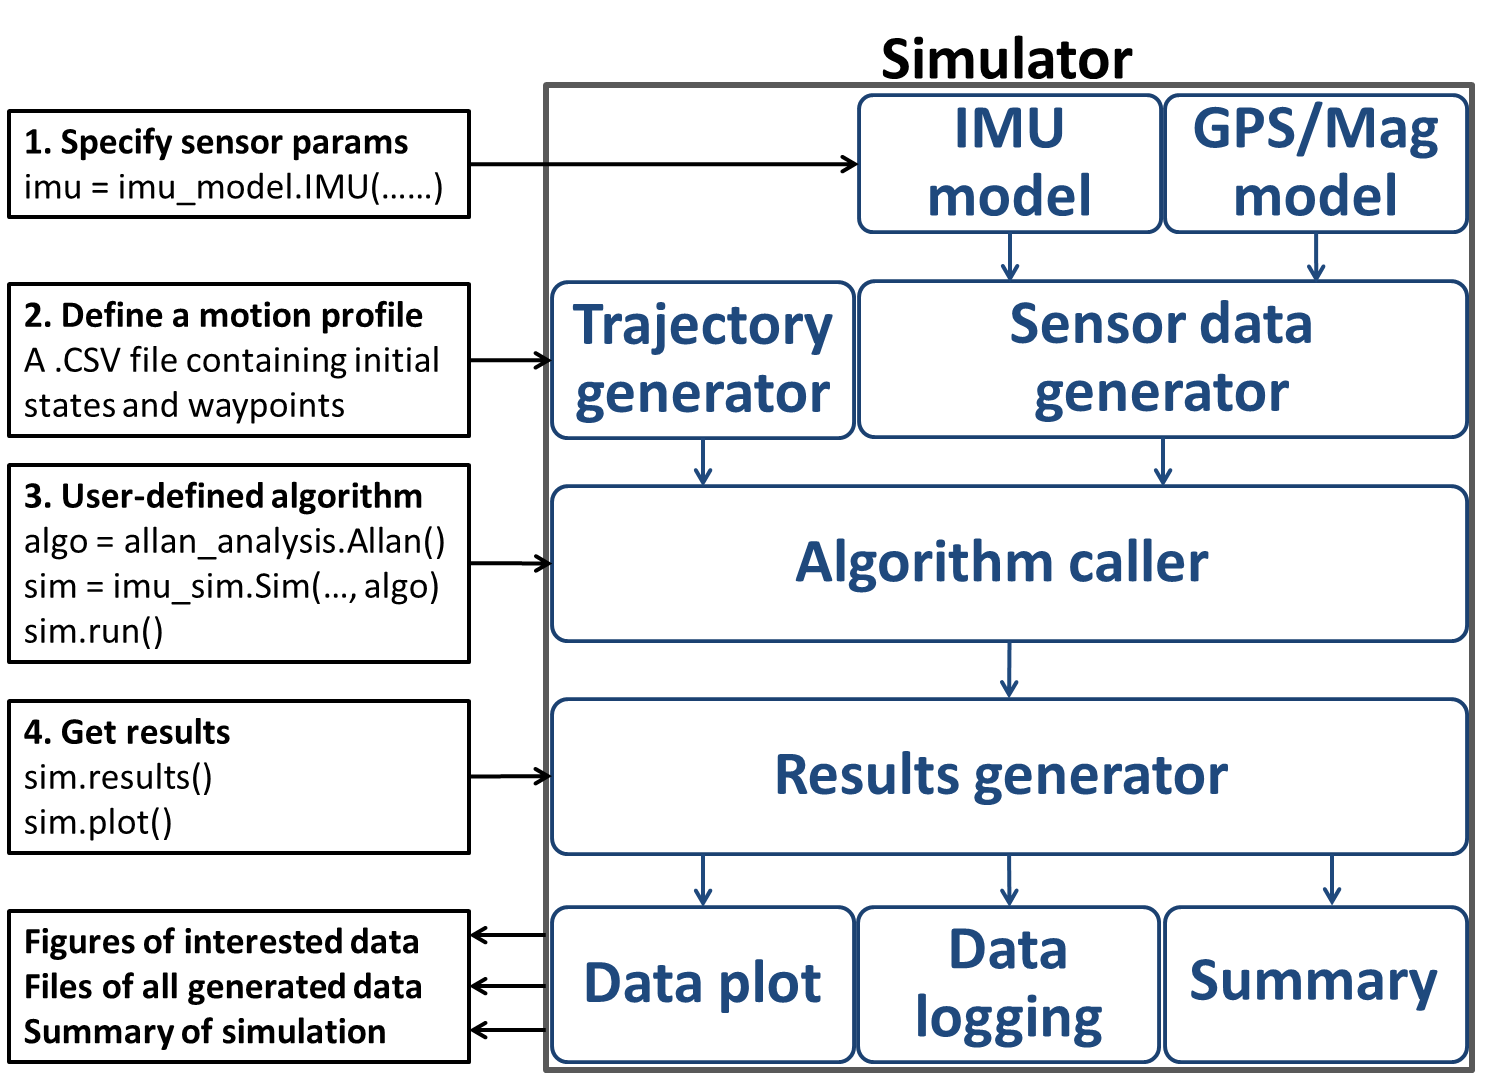 Simulator
1. Specify sensor params
imu = imu_model.IMU(……)
IMU
model
GPS/Mag
model
2. Define a motion profile
A .CSV file containing initial
states and waypoints
Trajectory
generator
Sensor data
generator
3. User-defined algorithm
algo = allan_analysis.Allan()
sim = imu_sim.Sim(…, algo)
sim.run()
Algorithm caller
4. Get results
sim.results()
sim.plot()
Results generator
Figures of interested data
Files of all generated data
Summary of simulation
Data plot
Data
logging
Summary